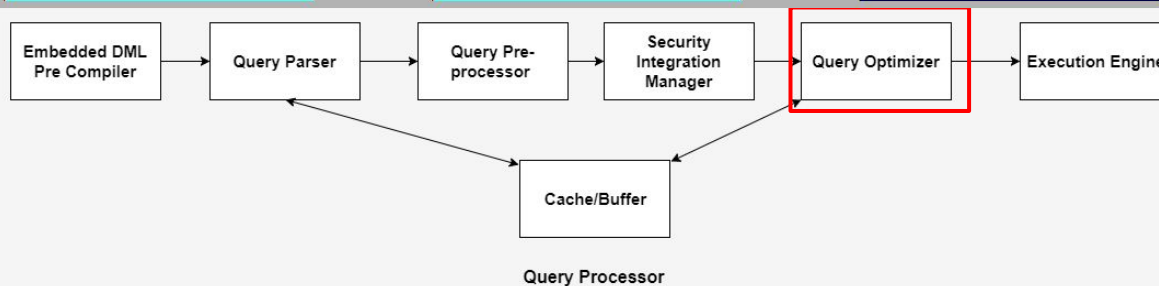 Embedded DML
Pre Compiler
Query Parser
Query Pre-
processor
Security
Integration
Manager
Query Optimizer
Execution Engine
Cache/Buffer
Query Processor